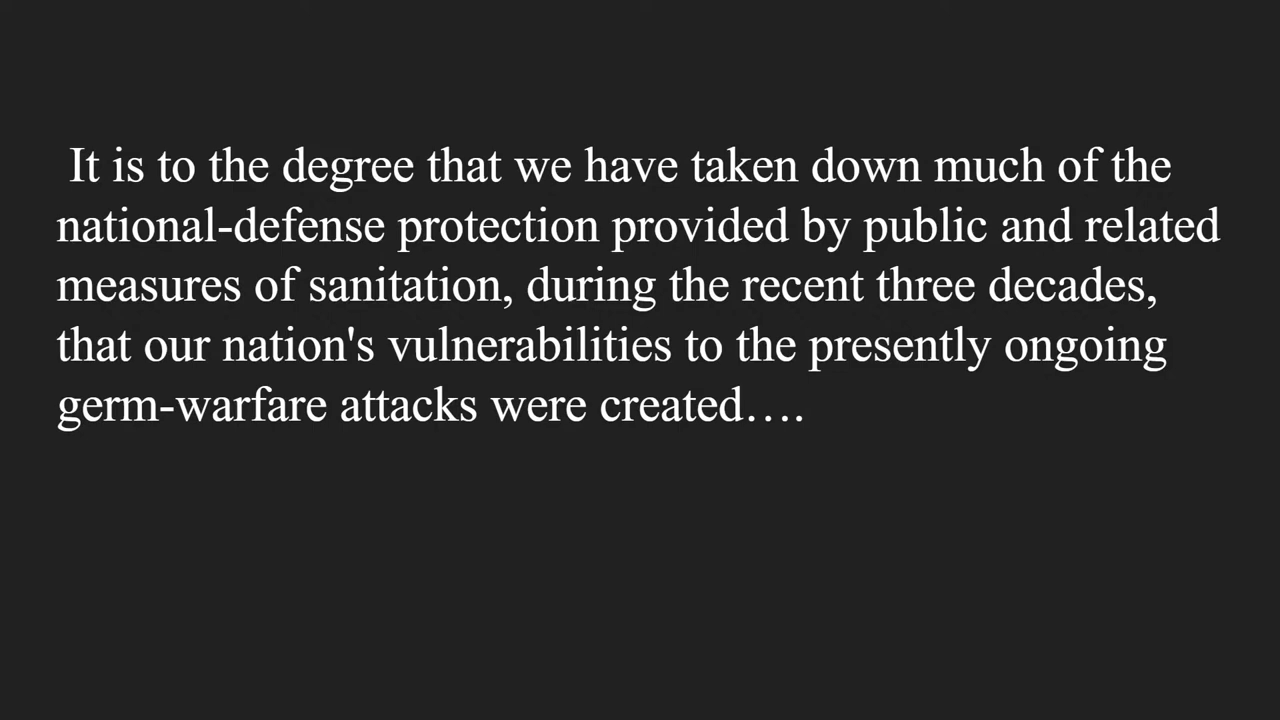 It is to the degree that we have taken down much of the
national-defense protection provided by public and related
measures of sanitation, during the recent three decades,
that our nation's vulnerabilities to the presently ongoing
germ-warfare attacks were created….